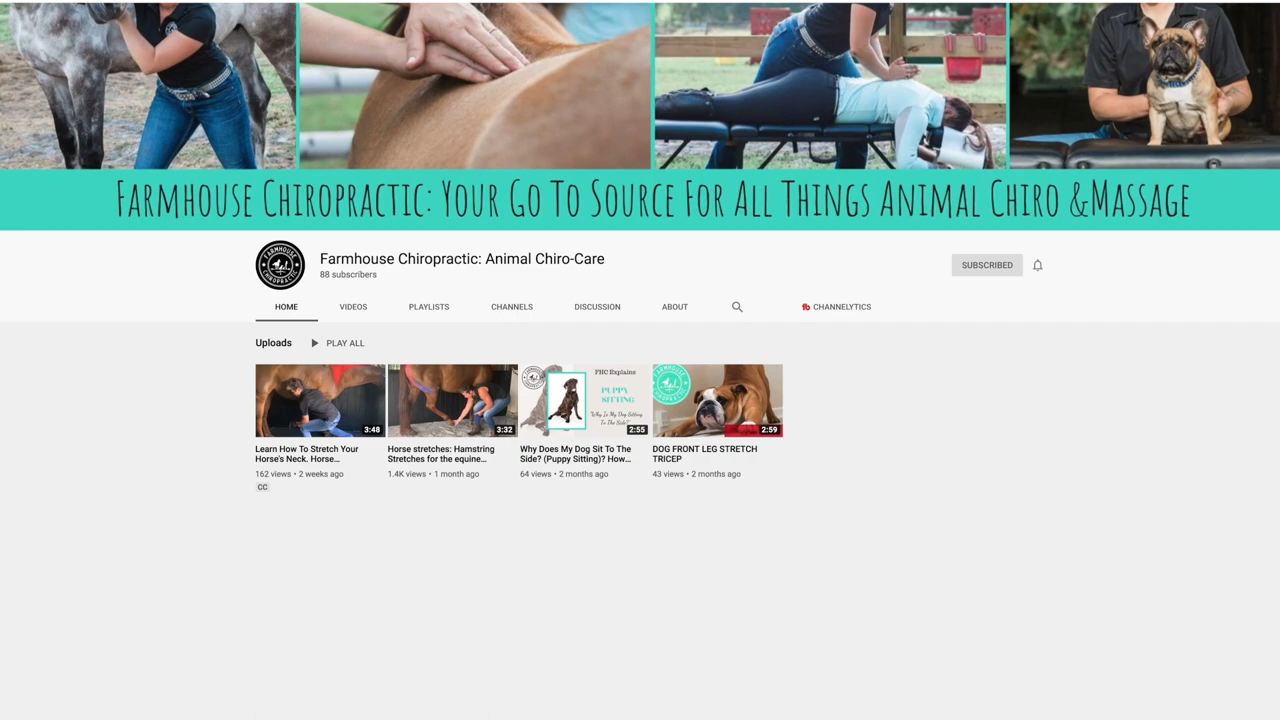 Farmhouse Chiropractic: Your Go To Source For All Things Animal Chiro &Massage
FARMHOUSE
CHIROPRACTIC
Farmhouse Chiropractic: Animal Chiro-Care
88 subscribers
SUBSCRIBED
HOME VIDEOS PLAYLISTS CHANNELS DISCUSSION ABOUT tb CHANNELYTICS
Uploads PLAY ALL
FHC Explains
PUPPY
SITTING
"Why Is My Dog Sitting
To The Side?"
FARMHOUSE
CHIROPRACTIC
3:48
3:32
2:55
2:59
Learn How To Stretch Your
Horse's Neck. Horse...
162 views • 2 weeks ago
CC
Horse stretches: Hamstring
Stretches for the equine...
1.4K views • 1 month ago
Why Does My Dog Sit To The
Side? (Puppy Sitting)? How...
64 views • 2 months ago
DOG FRONT LEG STRETCH
TRICEP
43 views • 2 months ago